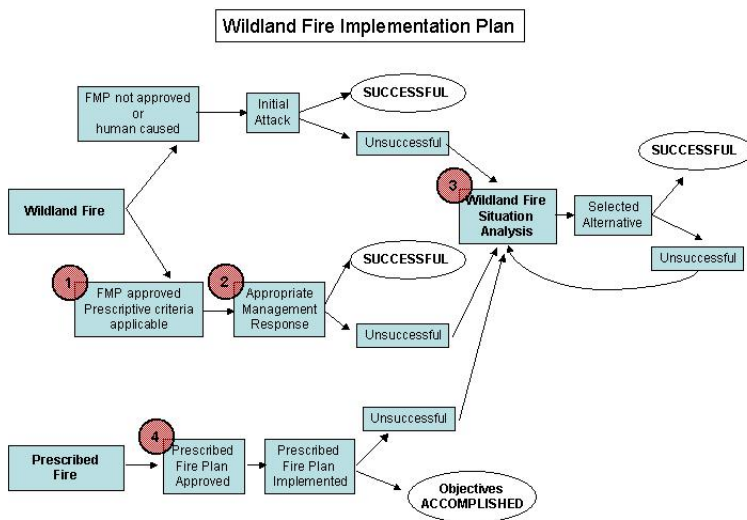 Wildland Fire Implementation Plan
FMP not approved
or
human caused
Initial
Attack
SUCCESSFUL
Unsuccessful
SUCCESSFUL
Wildland Fire
3
Wildland Fire
Situation
Analysis
Selected
Alternative
Unsuccessful
1
FMP approved
Prescriptive criteria
applicable
2
Appropriate
Management
Response
SUCCESSFUL
Unsuccessful
Unsuccessful
Prescribed
Fire
4
Prescribed
Fire Plan
Approved
Prescribed
Fire Plan
Implemented
Objectives
ACCOMPLISHED